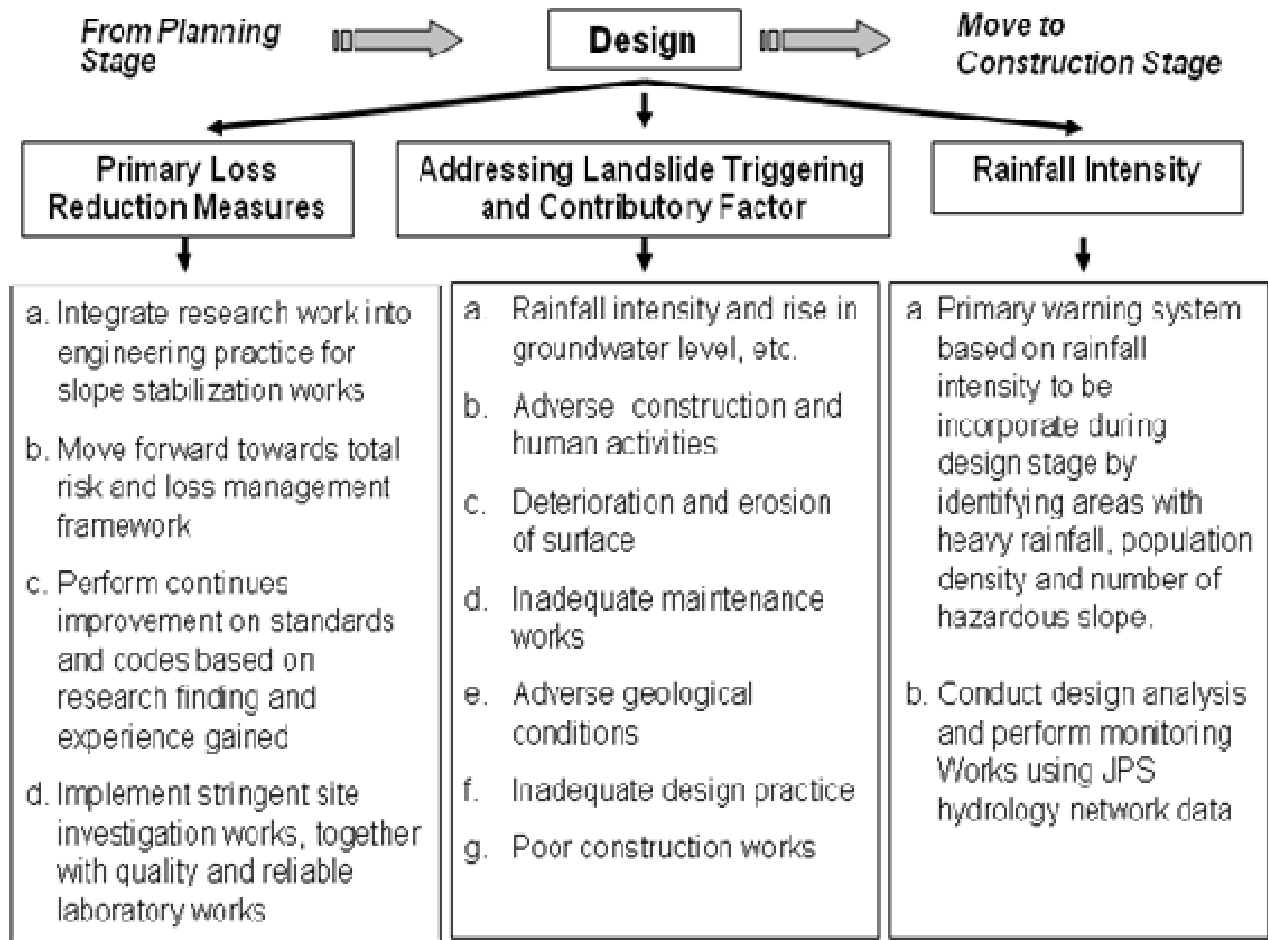 From Planning
Stage
Design
Move to
Construction Stage
Primary Loss
Reduction Measures
Addressing Landslide Triggering
and Contributory Factor
Rainfall Intensity
a. Integrate research work into
engineering practice for
slope stabilization works
b. Move forward towards total
risk and loss management
framework
c. Perform continues
improvement on standards
and codes based on
research finding and
experience gained
d. Implement stringent site
investigation works, together
with quality and reliable
laboratory works
a. Rainfall intensity and rise in
groundwater level, etc.
b. Adverse construction and
human activities
c. Deterioration and erosion
of surface
d. Inadequate maintenance
works
e. Adverse geological
conditions
f. Inadequate design practice
g. Poor construction works
a. Primary warning system
based on rainfall
intensity to be
incorporate during
design stage by
identifying areas with
heavy rainfall, population
density and number of
hazardous slope.
b. Conduct design analysis
and perform monitoring
Works using JPS
hydrology network data